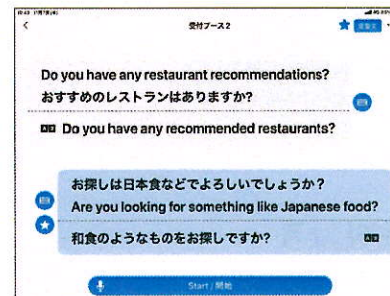 受付ブース2
Do you have any restaurant recommendations?
おすすめのレストランはありますか?
Do you have any recommended restaurants?
お探しは日本食などでよろしいでしょうか?
Are you looking for something like Japanese food?
和食のようなものをお探しですか?
Start / 開始